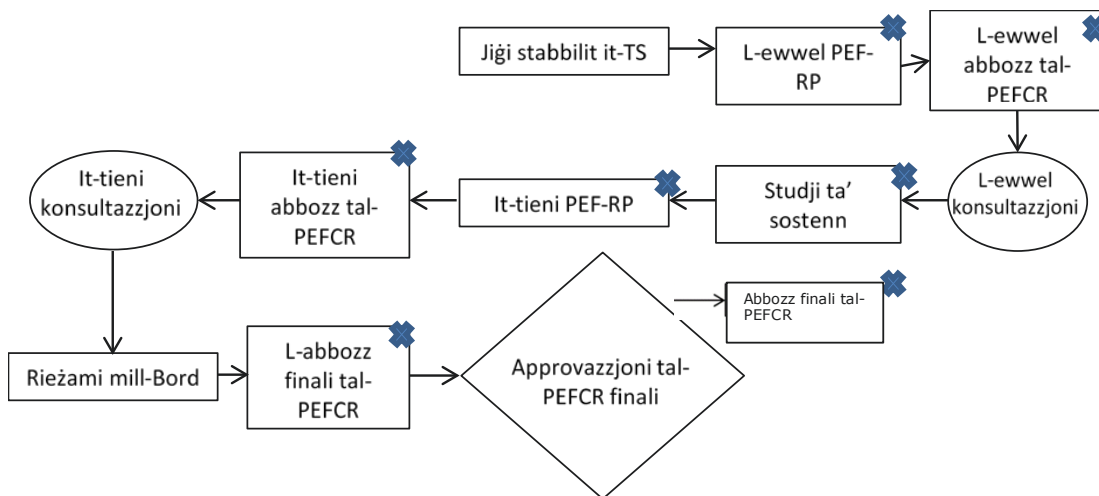 Jiġi stabbilit it-TS
L-ewwel PEF-
RP
L-ewwel
abbozz tal-
PEFCR
L-ewwel
konsultazzjoni
Studji ta’
sostenn
It-tieni PEF-RP
It-tieni
abbozz tal-
PEFCR
It-tieni
konsultazzjoni
Rieżami mill-Bord
L-abbozz
finali tal-
PEFCR
Approvazzjoni tal-
PEFCR finali
Abbozz finali tal-
PEFCR